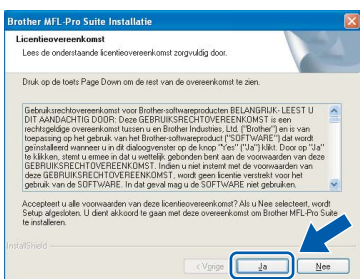 Brother MFL-Pro Suite Installatie
Licentieovereenkomst
Lees de onderstaande licentieovereenkomst zorgvuldig door.
Druk op de toets Page Down om de rest van de overeenkomst te zien.
Gebruiksrechtovereenkomst voor Brother-softwareproducten BELANGRIJK- LEEST U
DIT AANDACHTIG DOOR: Deze GEBRUIKSRECHTOVEREENKOMST is een
rechtsgeldige overeenkomst tussen u en Brother Industries, Ltd. ("Brother") en is van
toepassing op het gebruik van het Brother-softwareproduct ("SOFTWARE") dat wordt
geïnstalleerd wanneer u in dit dialoogvenster op de knop "Yes" ("Ja") klikt. Door op "Ja"
te klikken, stemt u ermee in dat u wettelijk gebonden bent aan de voorwaarden van deze
GEBRUIKSRECHTOVEREENKOMST. Indien u niet instemt met de voorwaarden van
deze GEBRUIKSRECHTOVEREENKOMST, wordt geen licentie verstrekt voor het
gebruik van de SOFTWARE. In dat geval mag u de SOFTWARE niet gebruiken.
Accepteert u alle voorwaarden van deze licentieovereenkomst? Als u Nee selecteert, wordt
Setup afgesloten. U dient akkoord te gaan met deze overeenkomst om Brother MFL-Pro Suite
te installeren.
InstallShield
< Vorige Ja Nee